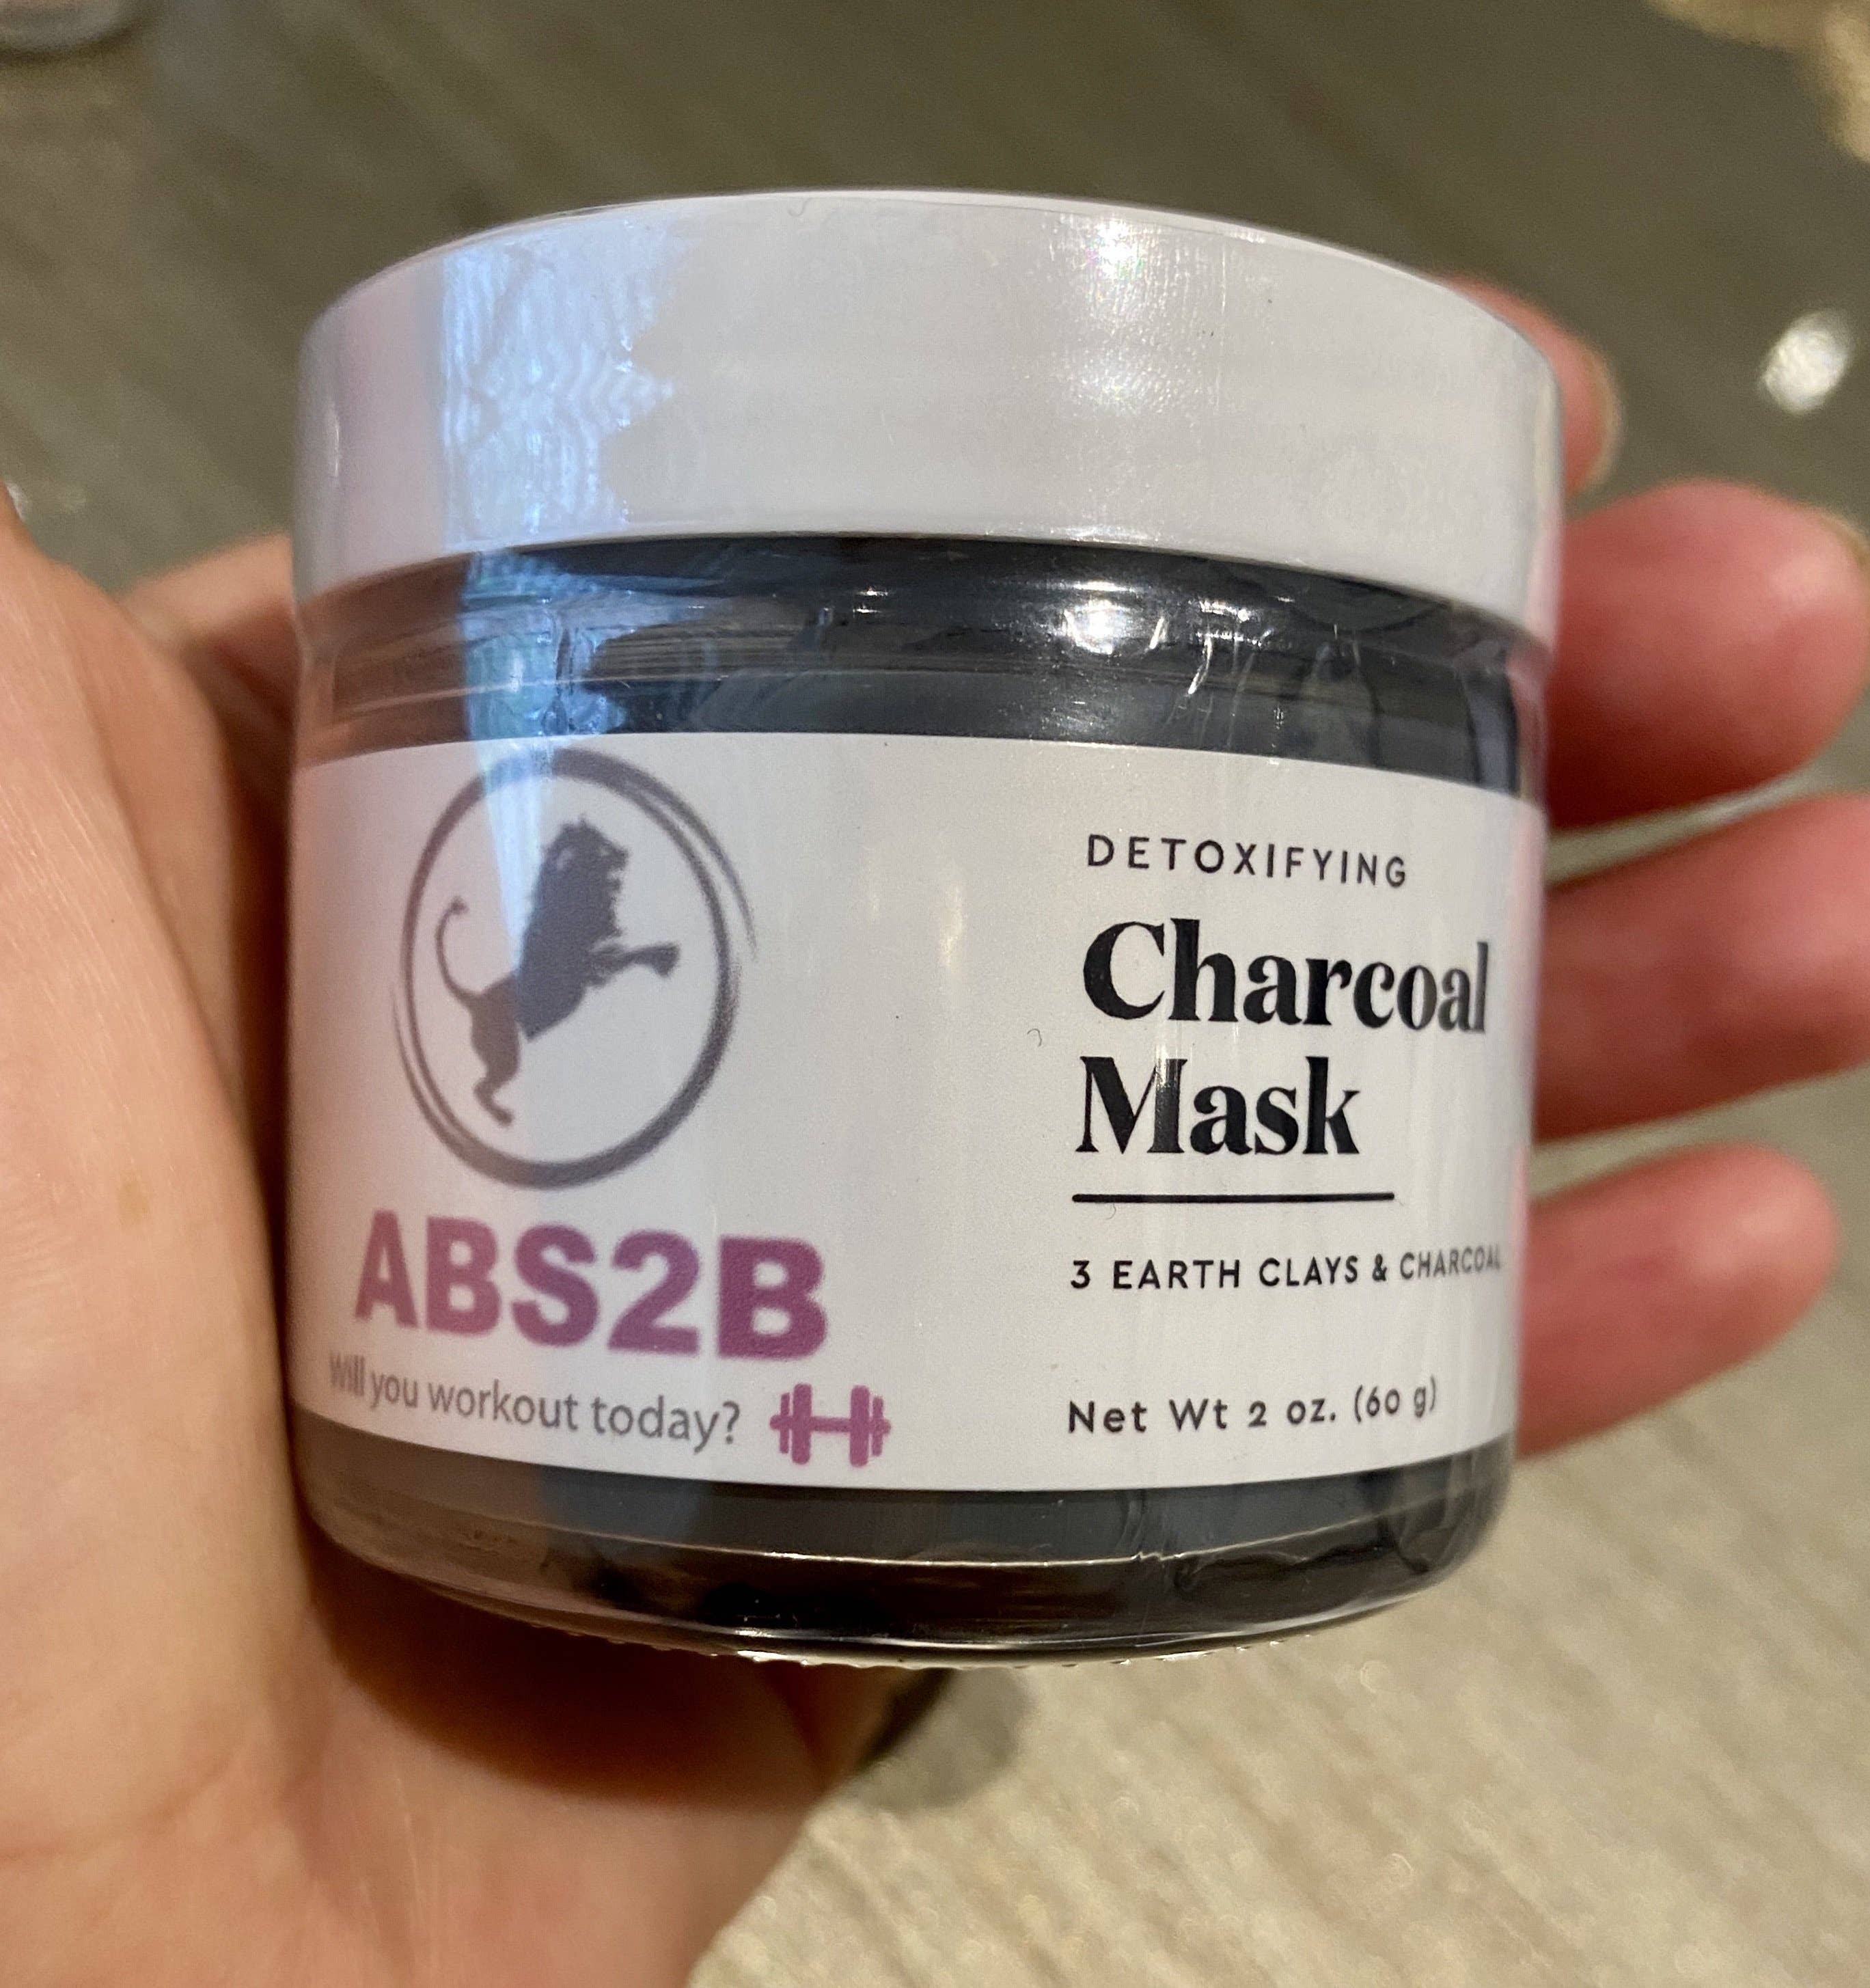 ABS2B
Will you workout today?
DETOXIFYING
Charcoal
Mask
3 EARTH CLAYS & CHARCOAL
Net Wt 2 oz. (60 g)